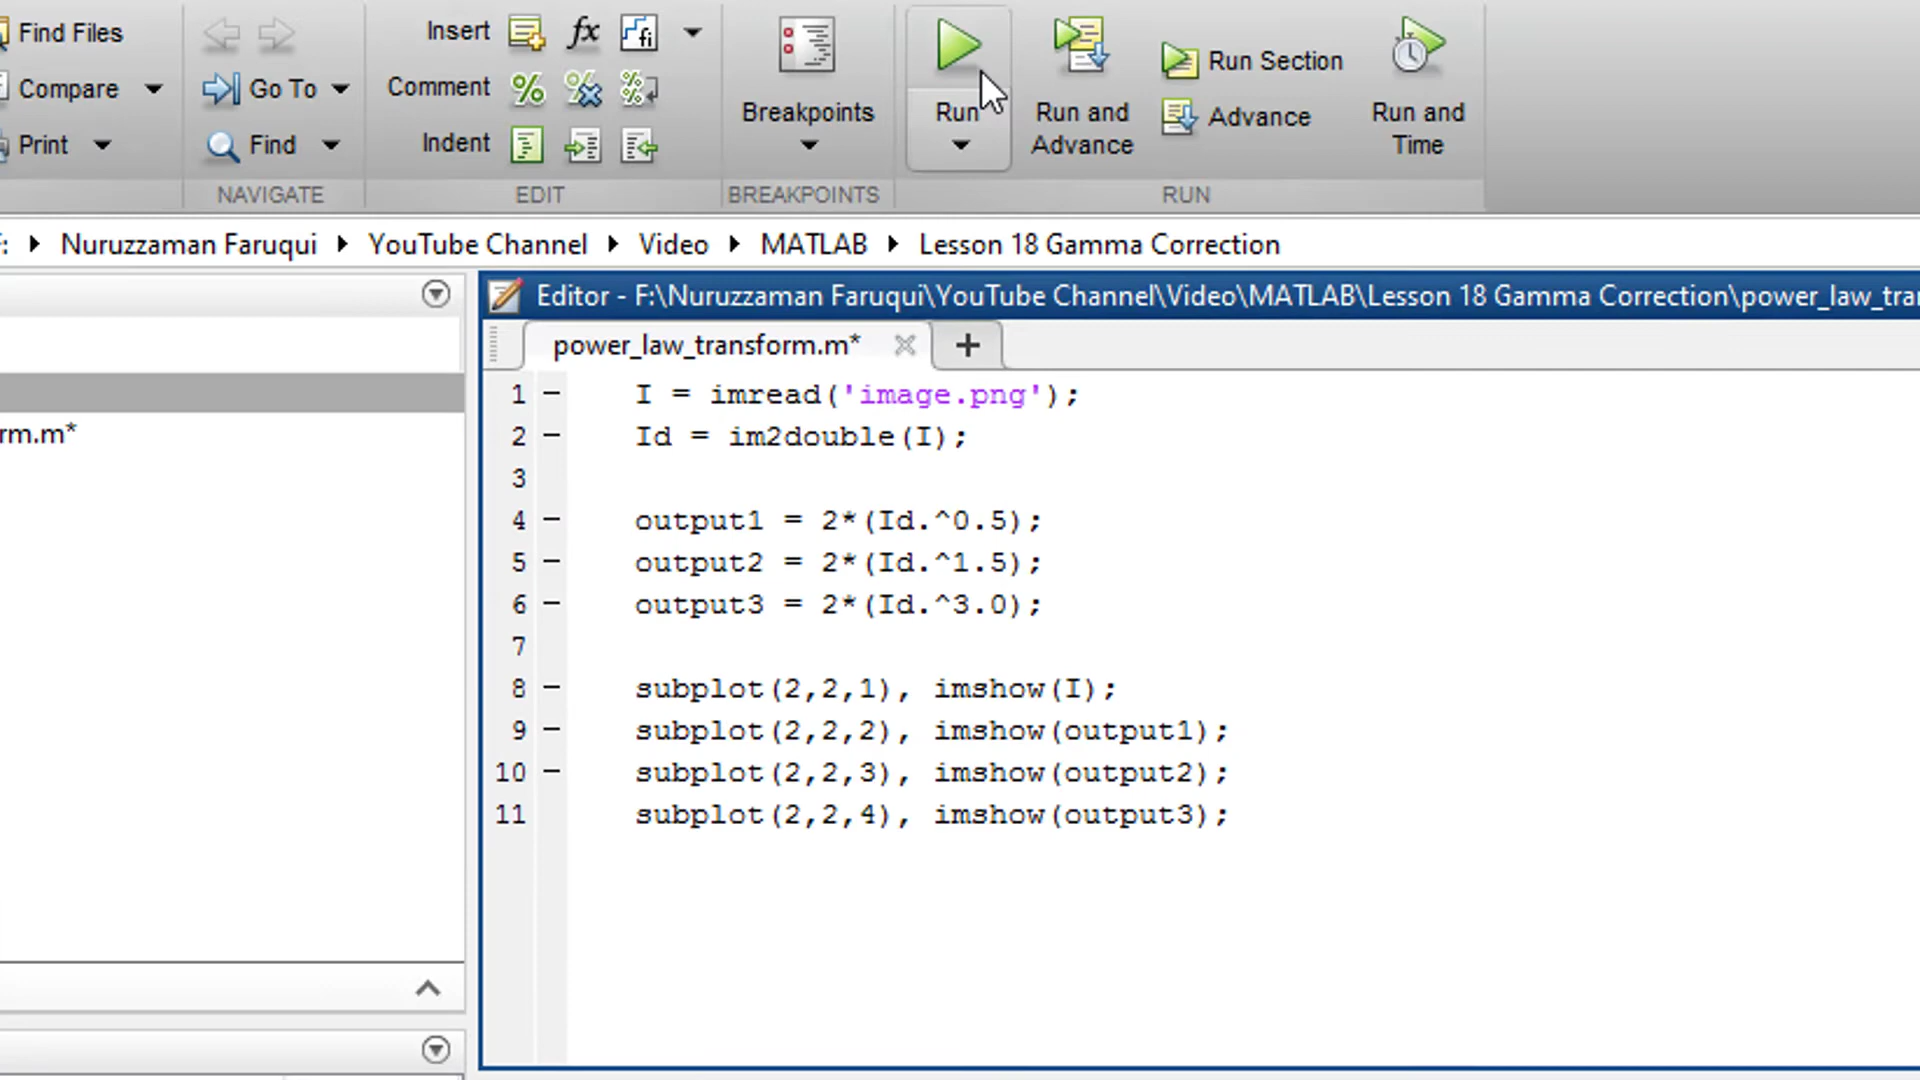 Find Files
Compare
Print
Go To
Find
NAVIGATE
Insert fx fi
Comment % % %
Indent
EDIT
Breakpoints
BREAKPOINTS
Run
Run and
Advance
Run Section
Advance
Run and
Time
RUN
: Nuruzzaman Faruqui YouTube Channel Video MATLAB Lesson 18 Gamma Correction
rm.m*
Editor - F:\Nuruzzaman Faruqui\YouTube Channel\Video\MATLAB\Lesson 18 Gamma Correction\power_law_tra
power_law_transform.m* +
1 – I = imread('image.png');
2 – Id = im2double(I);
3
4 – output1 = 2*(Id.^0.5);
5 – output2 = 2*(Id.^1.5);
6 – output3 = 2*(Id.^3.0);
7
8 – subplot(2,2,1), imshow(I);
9 – subplot(2,2,2), imshow(output1);
10 – subplot(2,2,3), imshow(output2);
11 subplot(2,2,4), imshow(output3);